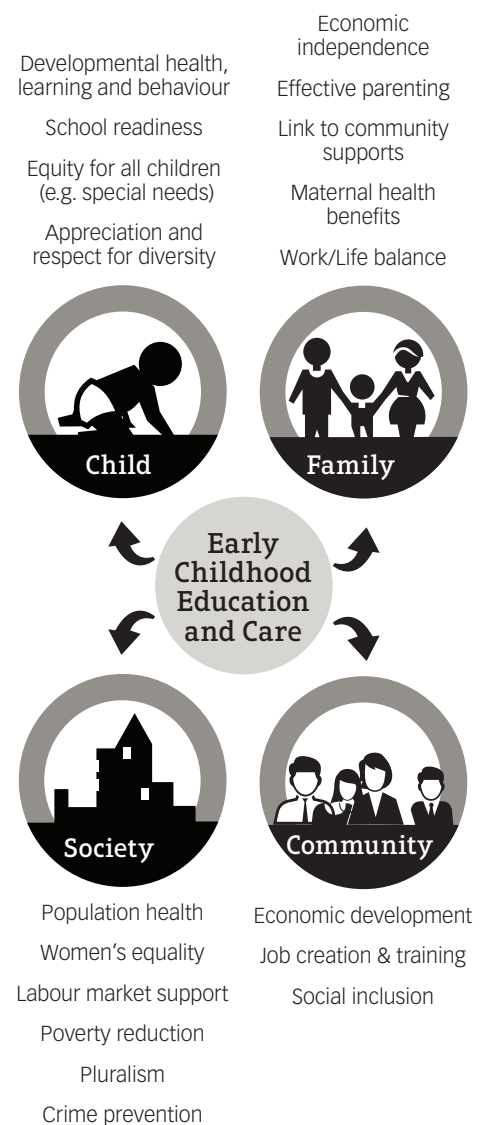 Developmental health,
learning and behaviour
School readiness
Equity for all children
(e.g. special needs)
Appreciation and
respect for diversity
Economic
independence
Effective parenting
Link to community
supports
Maternal health
benefits
Work/Life balance
Child
Family
Early
Childhood
Education
and Care
Society
Community
Population health
Women’s equality
Labour market support
Poverty reduction
Pluralism
Crime prevention
Economic development
Job creation & training
Social inclusion